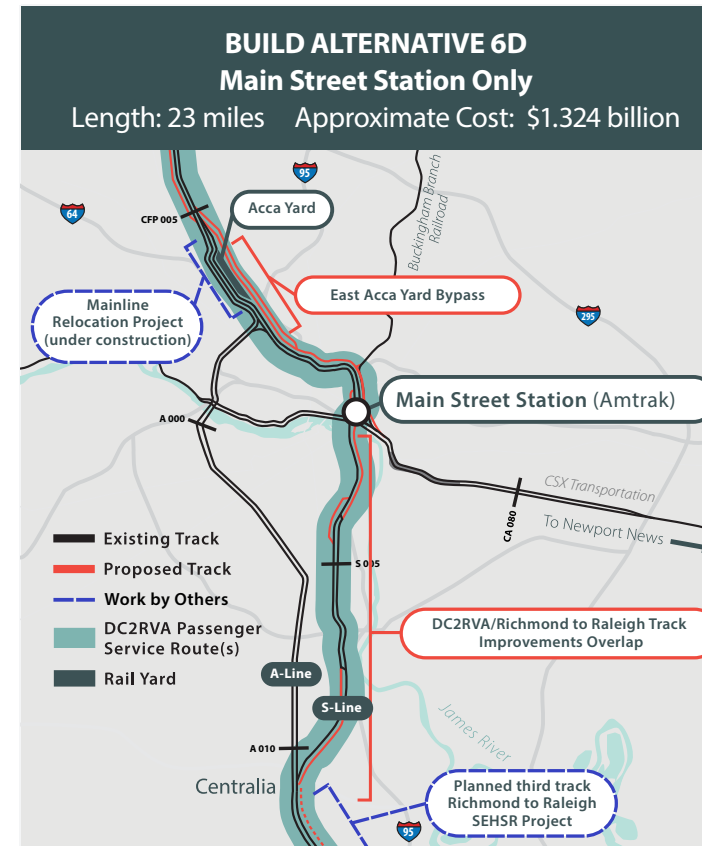 BUILD ALTERNATIVE 6D
Main Street Station Only
Length: 23 miles Approximate Cost: $1.324 billion
95
64
CFP 005
Acca Yard
Buckingham Branch
Railroad
East Acca Yard Bypass
295
Mainline
Relocation Project
(under construction)
Main Street Station (Amtrak)
A 000
CSX Transportation
CA 080
To Newport News
Existing Track
Proposed Track
Work by Others
DC2RVA Passenger
Service Route(s)
Rail Yard
S 005
DC2RVA/Richmond to Raleigh Track
Improvements Overlap
A-Line
S-Line
James River
A 010
Centralia
Planned third track
Richmond to Raleigh
SEHSR Project
95